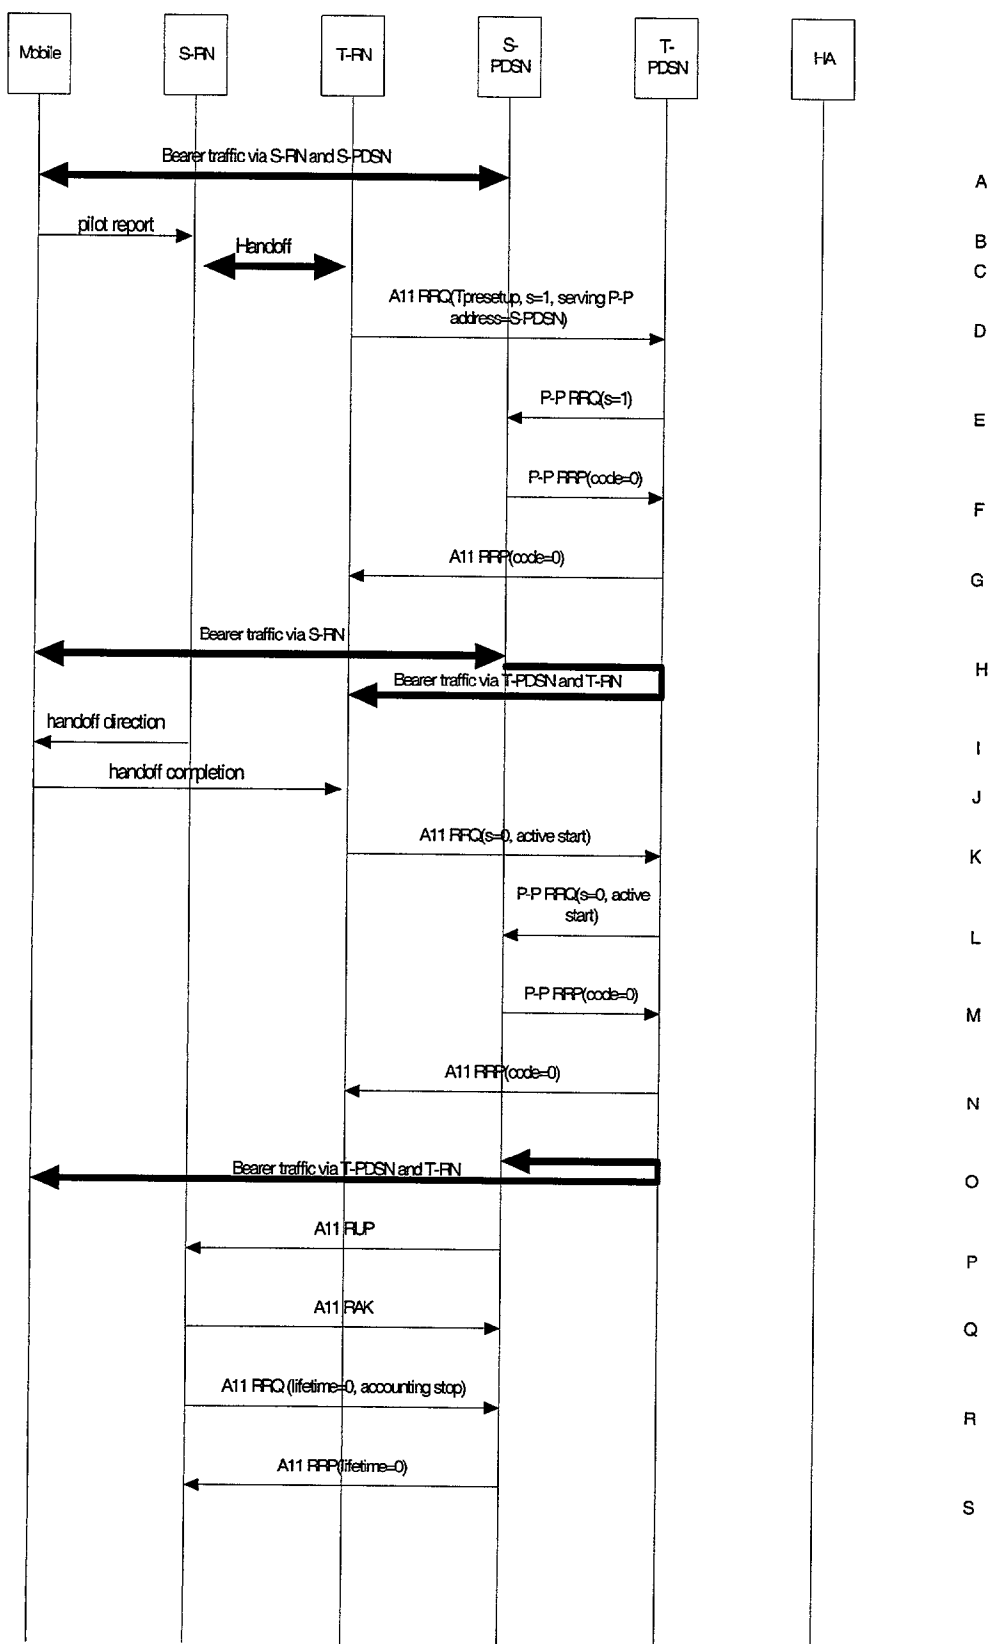 Mobile
S-RN
T-RN
S-
PDSN
T-
PDSN
HA
Bearer traffic via S-RN and S-PDSN
A
pilot report
B
Handoff
C
A11 RRQ(Tpresetup, s=1, serving P-P
address=S-PDSN)
D
P-P RRQ(s=1)
E
P-P RRP(code=0)
F
A11 RRP(code=0)
G
Bearer traffic via S-RN
H
Bearer traffic via T-PDSN and T-RN
handoff direction
I
handoff completion
J
A11 RRQ(s=0, active start)
K
P-P RRQ(s=0, active
start)
L
P-P RRP(code=0)
M
A11 RRP(code=0)
N
Bearer traffic via T-PDSN and T-RN
O
A11 RUP
P
A11 RAK
Q
A11 RRQ (lifetime=0, accounting stop)
R
A11 RRP(lifetime=0)
S